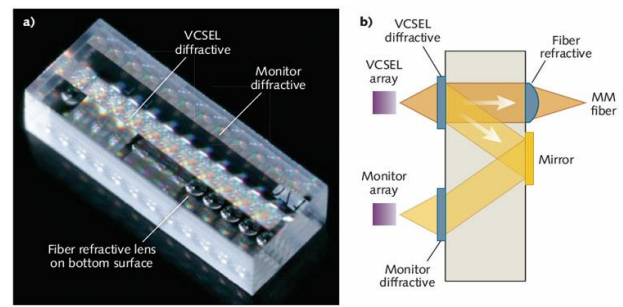 a)
VCSEL
diffractive
Monitor
diffractive
Fiber refractive lens
on bottom surface
b)
VCSEL
diffractive
Fiber
refractive
VCSEL
array
MM
fiber
Mirror
Monitor
array
Monitor
diffractive